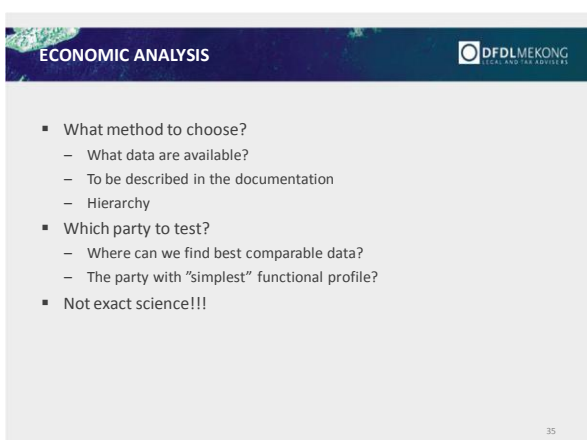 ECONOMIC ANALYSIS
DFDLMEKONG
LEGAL AND TAX ADVISERS
▪ What method to choose?
– What data are available?
– To be described in the documentation
– Hierarchy
▪ Which party to test?
– Where can we find best comparable data?
– The party with ”simplest” functional profile?
▪ Not exact science!!!
35